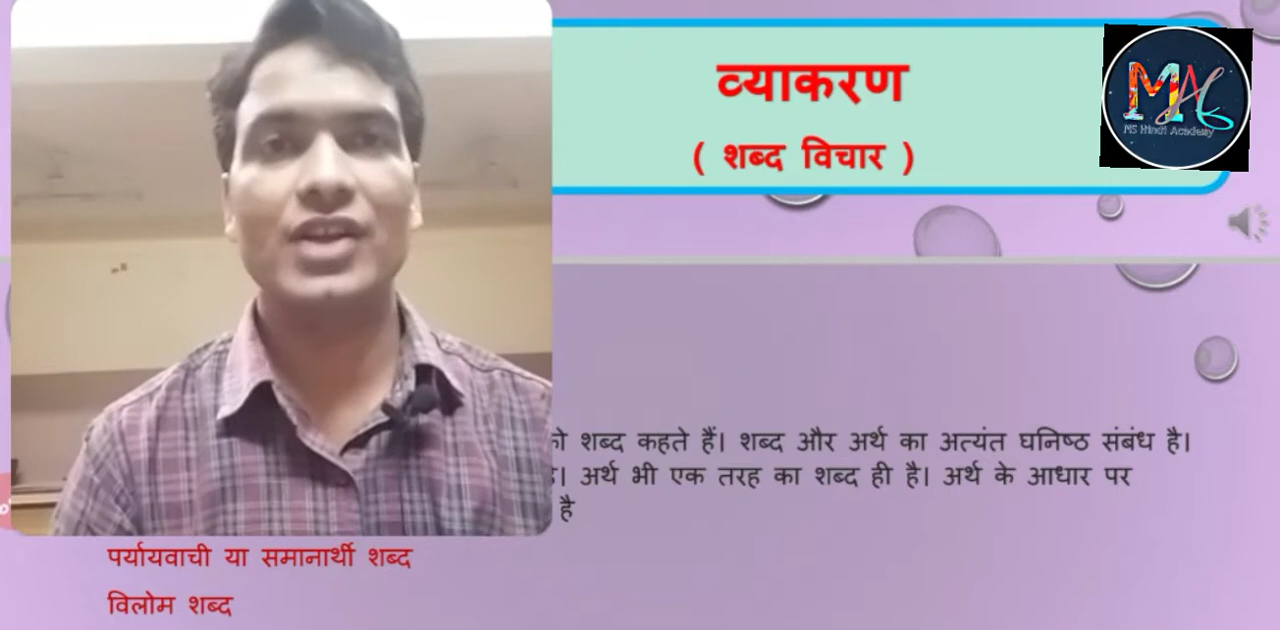 व्याकरण
( शब्द विचार )
MS Hindi Academy
शब्द कहते हैं। शब्द और अर्थ का अत्यंत घनिष्ठ संबंध है।
अर्थ भी एक तरह का शब्द ही है। अर्थ के आधार पर
है
पर्यायवाची या समानार्थी शब्द
विलोम शब्द